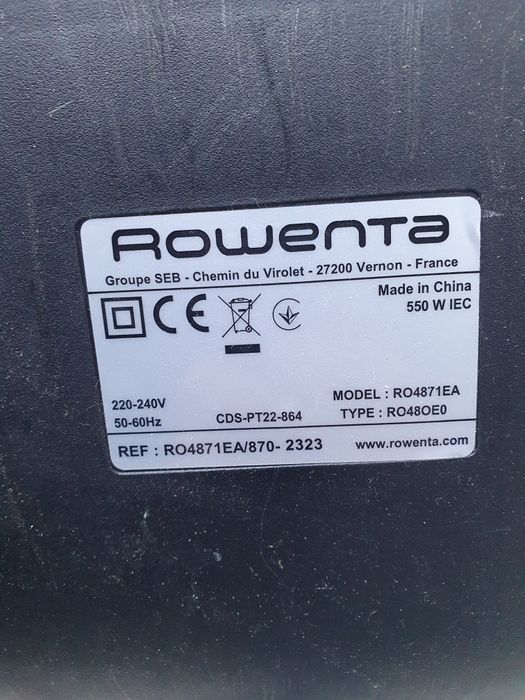 Rowenta
Groupe SEB - Chemin du Virolet - 27200 Vernon - France
Made in China
550 W IEC
CE
220-240V
50-60Hz
CDS-PT22-864
MODEL : RO4871EA
TYPE : RO48OE0
REF : RO4871EA/870- 2323
www.rowenta.com